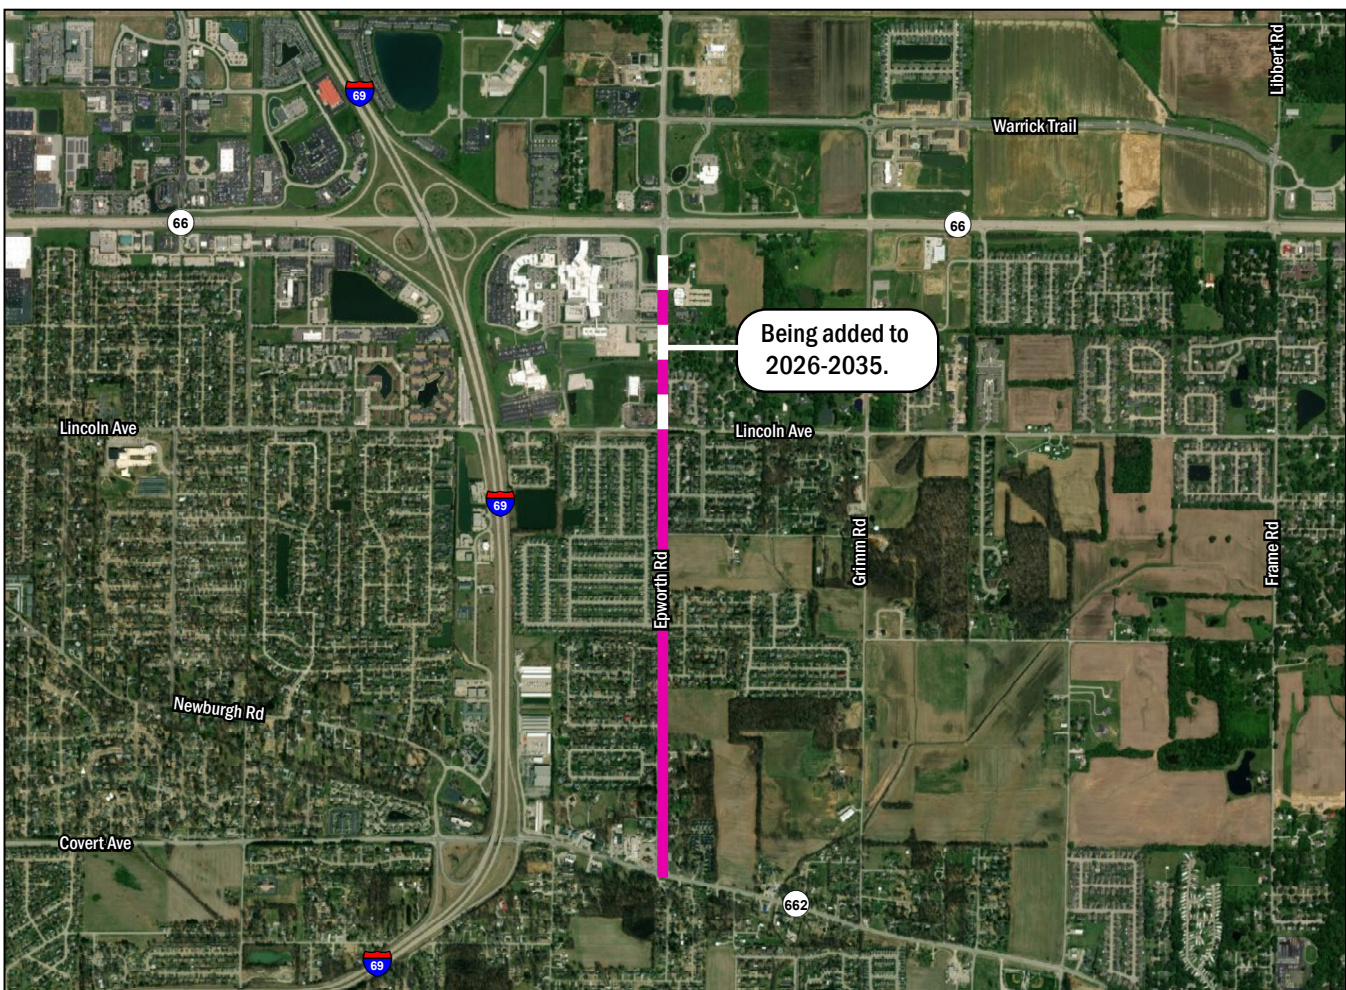 Libbert Rd
69
Warrick Trail
66
66
Being added to
2026-2035.
Lincoln Ave
Lincoln Ave
69
Epworth Rd
Grimm Rd
Frame Rd
Newburgh Rd
Covert Ave
662
69